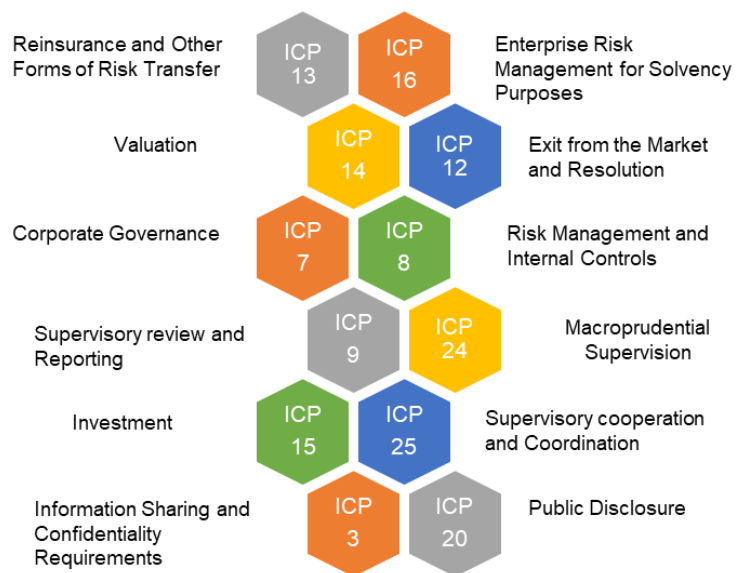 Reinsurance and Other
Forms of Risk Transfer
ICP
13
ICP
16
Enterprise Risk
Management for Solvency
Purposes
Valuation
ICP
14
ICP
12
Exit from the Market
and Resolution
Corporate Governance
ICP
7
ICP
8
Risk Management and
Internal Controls
Supervisory review and
Reporting
ICP
9
ICP
24
Macroprudential
Supervision
Investment
ICP
15
ICP
25
Supervisory cooperation
and Coordination
Information Sharing and
Confidentiality
Requirements
ICP
3
ICP
20
Public Disclosure